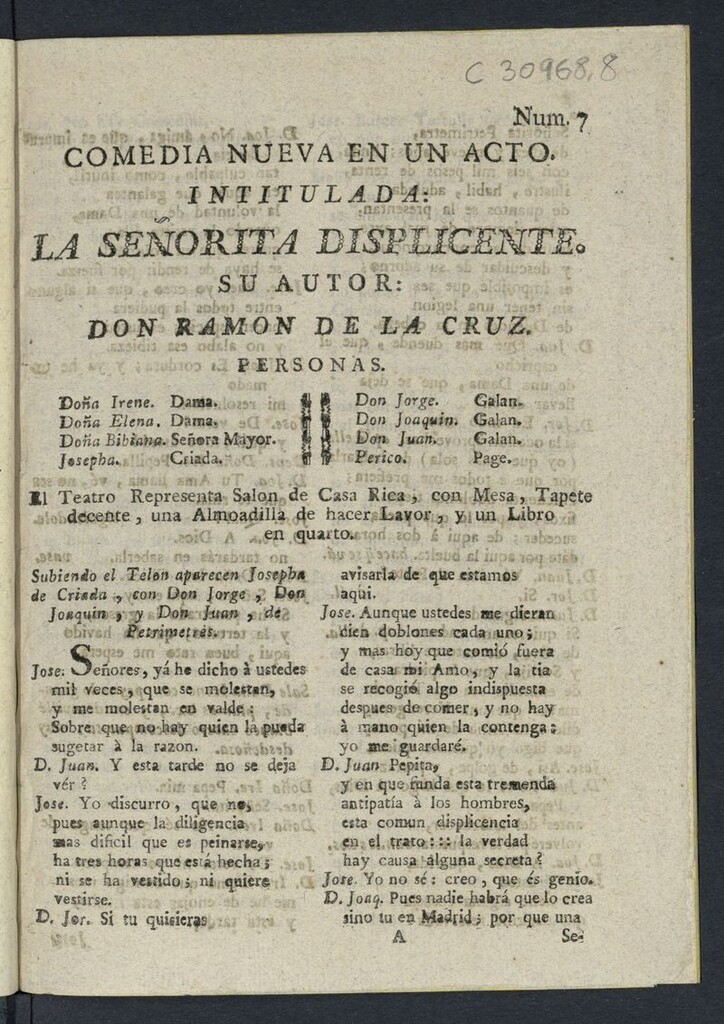 C 30968,8
Num. 7
COMEDIA NUEVA EN UN ACTO.
INTITULADA:
LA SEÑORITA DISPLICENTE.
SU AUTOR:
DON RAMON DE LA CRUZ.
PERSONAS.
Doña Irene. Dama.
Doña Elena. Dama.
Doña Bibiana. Señora Mayor.
Josepha. Criada.
Don Jorge. Galan.
Don Joaquin. Galan.
Don Juan. Galan.
Perico. Page.
El Teatro Representa Salon de Casa Rica, con Mesa, Tapete
decente, una Almoadilla de hacer Lavor, y un Libro
en quarto.
Subiendo el Telon aparecen Josepha
de Criada, con Don Jorge, Don
Joaquin, y Don Juan, de
Petrimetres.
Jose. Señores, yá he dicho à ustedes
mil veces, que se molestan,
y me molestan en valde:
Sobre que no hay quien la pueda
sugetar à la razon.
D. Juan. Y esta tarde no se deja
vér?
Jose. Yo discurro, que no,
pues aunque la diligencia
mas dificil que es peinarse,
ha tres horas que está hecha;
ni se ha vestido; ni quiere
vestirse.
D. Jor. Si tu quisieras
avisarla de que estamos
aqui.
Jose. Aunque ustedes me dieran
cien doblones cada uno;
y mas hoy que comió fuera
de casa mi Amo, y la tia
se recogió algo indispuesta
despues de comer, y no hay
à mano quien la contenga:
yo me guardaré.
D. Juan Pepita,
y en que funda esta tremenda
antipatía à los hombres,
esta comun displicencia
en el trato::: la verdad
hay causa alguna secreta?
Jose. Yo no sé: creo, que és genio.
D. Joaq. Pues nadie habrá que lo crea
sino tu en Madrid; por que una
A
Se-